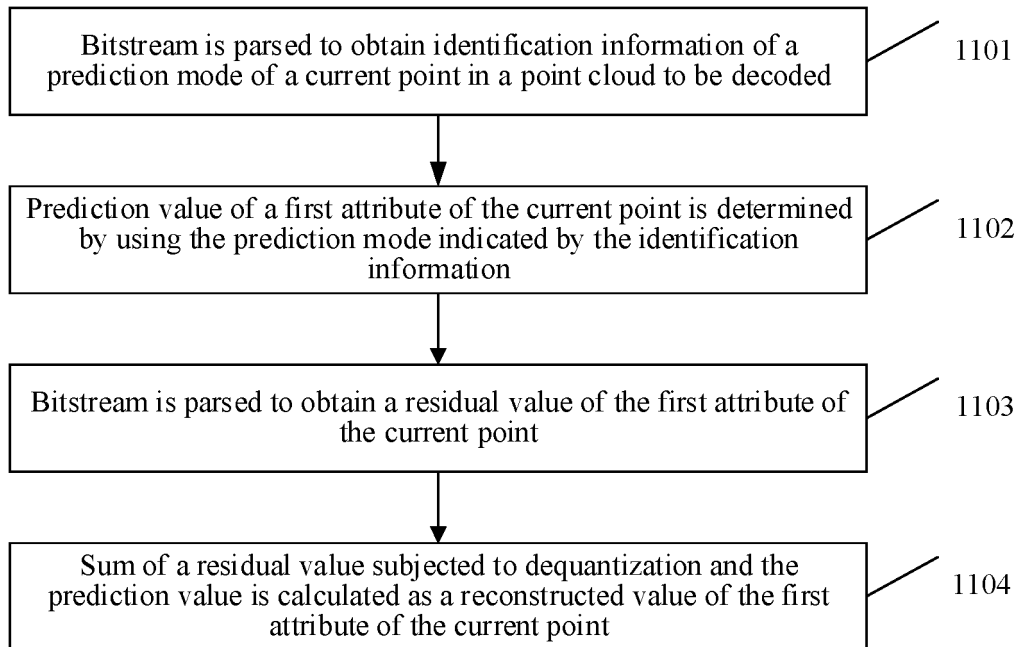 Bitstream is parsed to obtain identification information of a
prediction mode of a current point in a point cloud to be decoded
1101
Prediction value of a first attribute of the current point is determined
by using the prediction mode indicated by the identification
information
1102
Bitstream is parsed to obtain a residual value of the first attribute of
the current point
1103
Sum of a residual value subjected to dequantization and the
prediction value is calculated as a reconstructed value of the first
attribute of the current point
1104